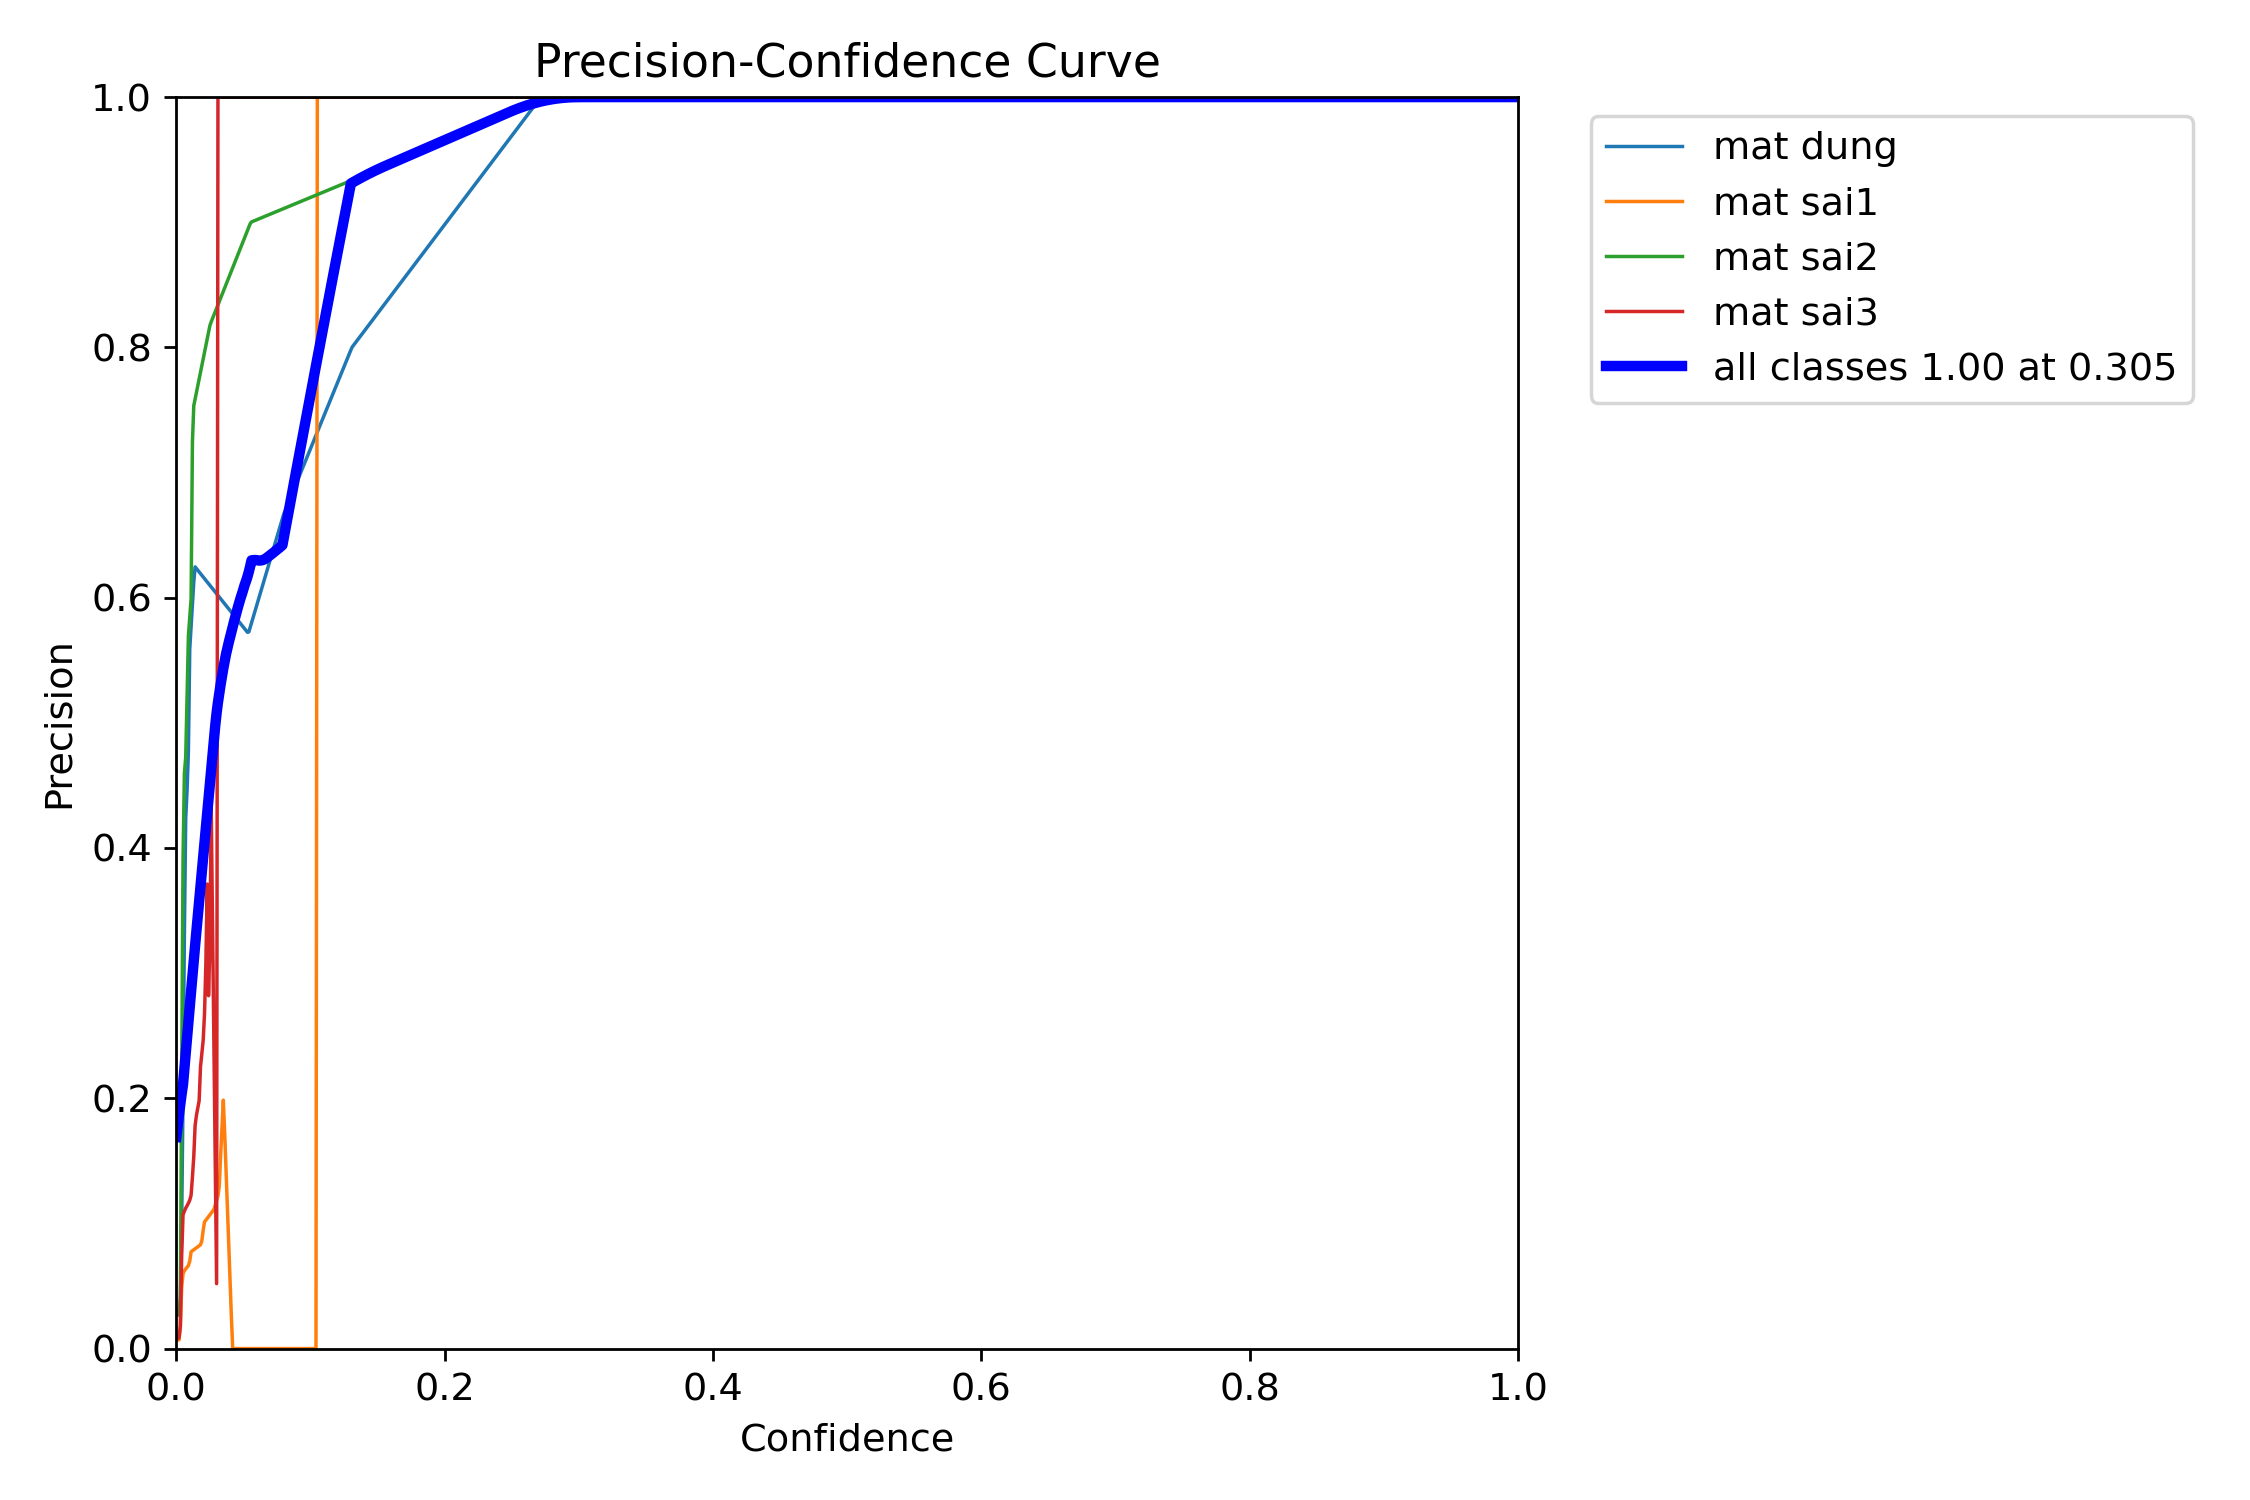 Precision-Confidence Curve
1.0
0.8
0.6
0.4
0.2
0.0
Precision
0.0 0.2 0.4 0.6 0.8 1.0
Confidence
mat dung
mat sai1
mat sai2
mat sai3
all classes 1.00 at 0.305